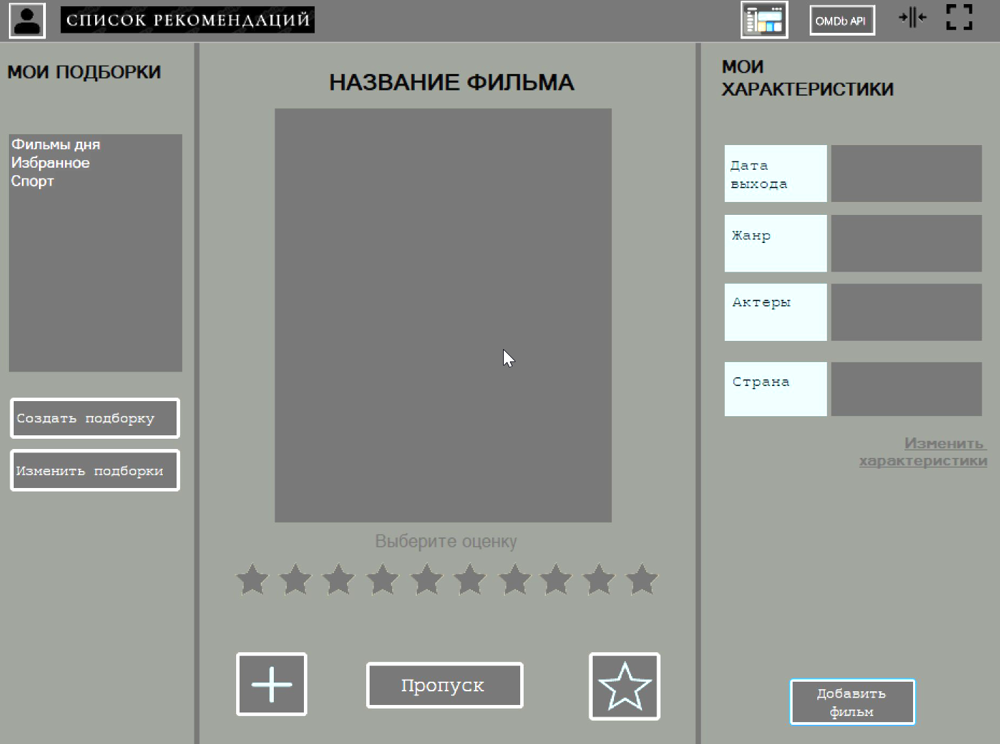 СПИСОК РЕКОМЕНДАЦИЙ
OMDb API
МОИ ПОДБОРКИ
Фильмы дня
Избранное
Спорт
Создать подборку
Изменить подборки
НАЗВАНИЕ ФИЛЬМА
Выберите оценку
Пропуск
МОИ
ХАРАКТЕРИСТИКИ
Дата
выхода
Жанр
Актеры
Страна
Изменить
характеристики
Добавить
фильм